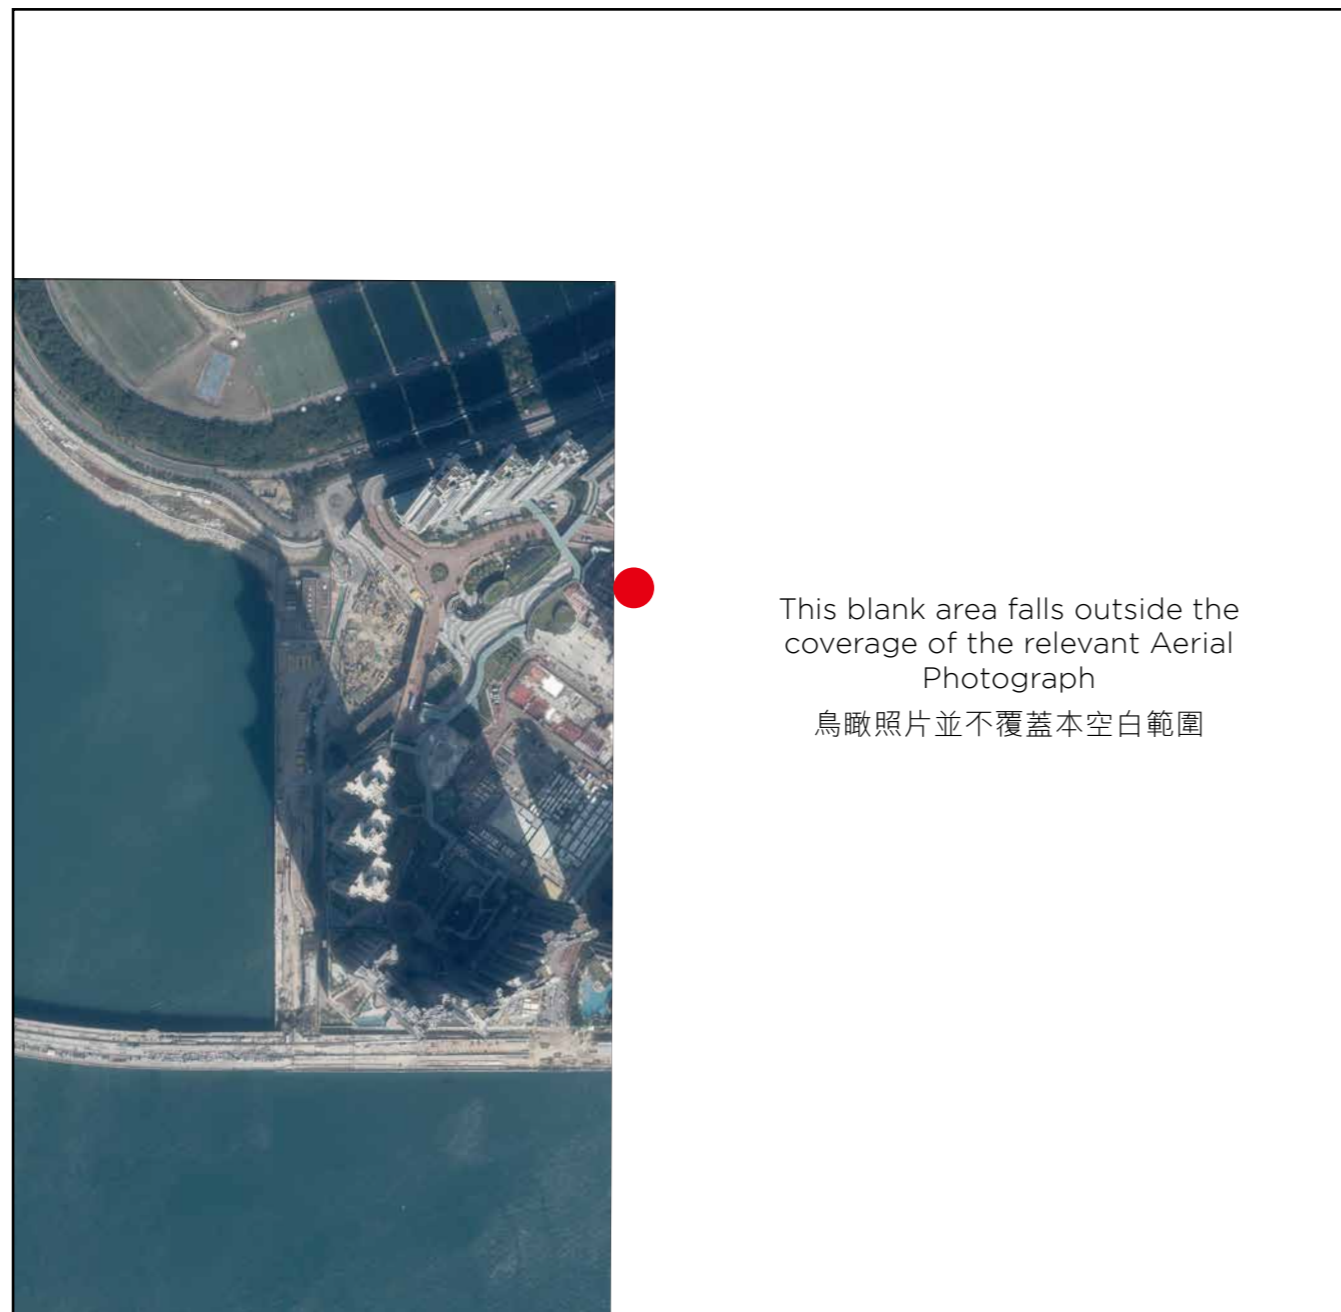 This blank area falls outside the
coverage of the relevant Aerial
Photograph
鳥瞰照片並不覆蓋本空白範圍